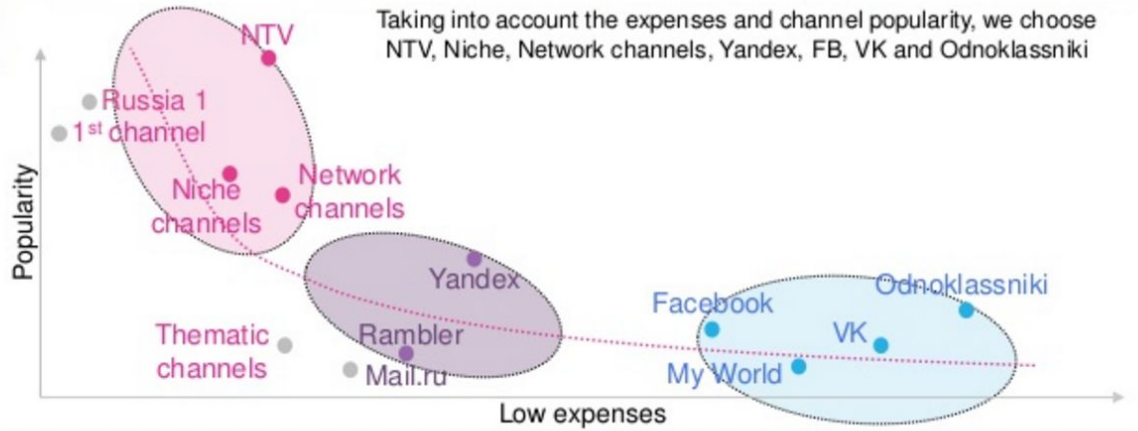 Taking into account the expenses and channel popularity, we choose
NTV, Niche, Network channels, Yandex, FB, VK and Odnoklassniki
NTV
Russia 1
1st channel
Niche
channels
Network
channels
Popularity
Yandex
Rambler
Mail.ru
Thematic
channels
Facebook
Odnoklassniki
VK
My World
Low expenses